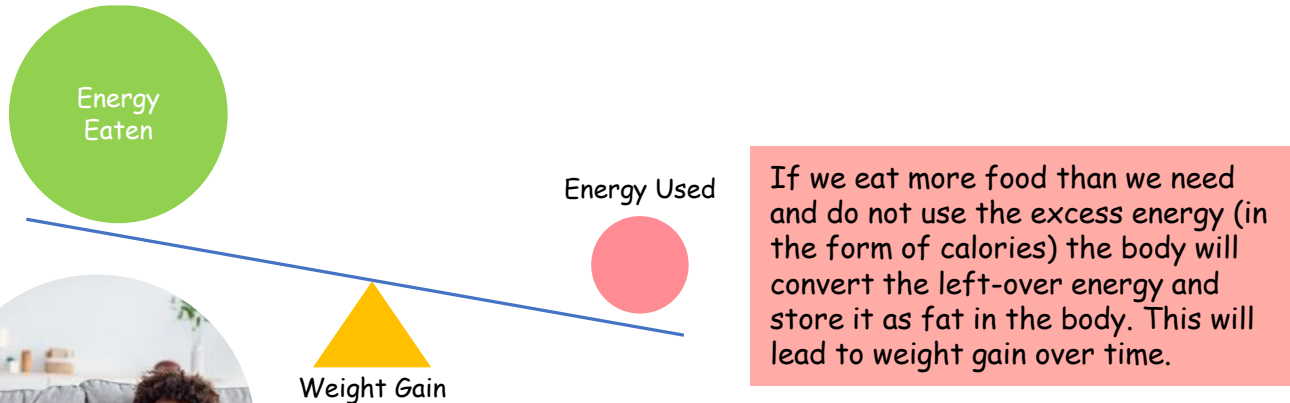 Energy
Eaten
Energy Used
Weight Gain
If we eat more food than we need
and do not use the excess energy (in
the form of calories) the body will
convert the left-over energy and
store it as fat in the body. This will
lead to weight gain over time.